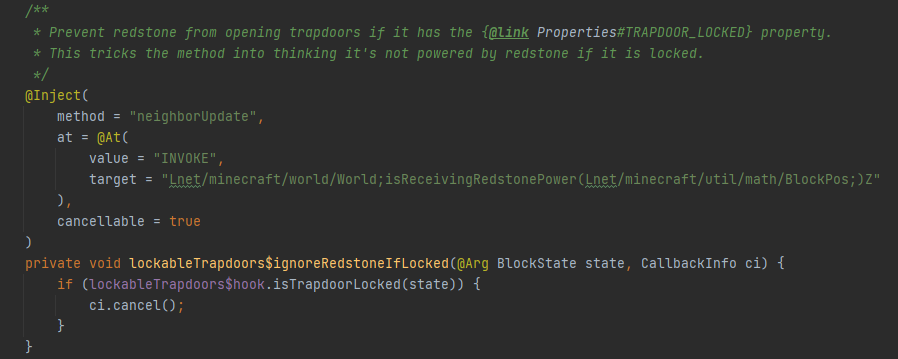 /**
 * Prevent redstone from opening trapdoors if it has the {@link Properties#TRAPDOOR_LOCKED} property.
 * This tricks the method into thinking it's not powered by redstone if it is locked.
 */
@Inject(
    method = "neighborUpdate",
    at = @At(
        value = "INVOKE",
        target = "Lnet/minecraft/world/World;isReceivingRedstonePower(Lnet/minecraft/util/math/BlockPos;)Z"
    ),
    cancellable = true
)
private void lockableTrapdoors$ignoreRedstoneIfLocked(@Arg BlockState state, CallbackInfo ci) {
    if (lockableTrapdoors$hook.isTrapdoorLocked(state)) {
        ci.cancel();
    }
}